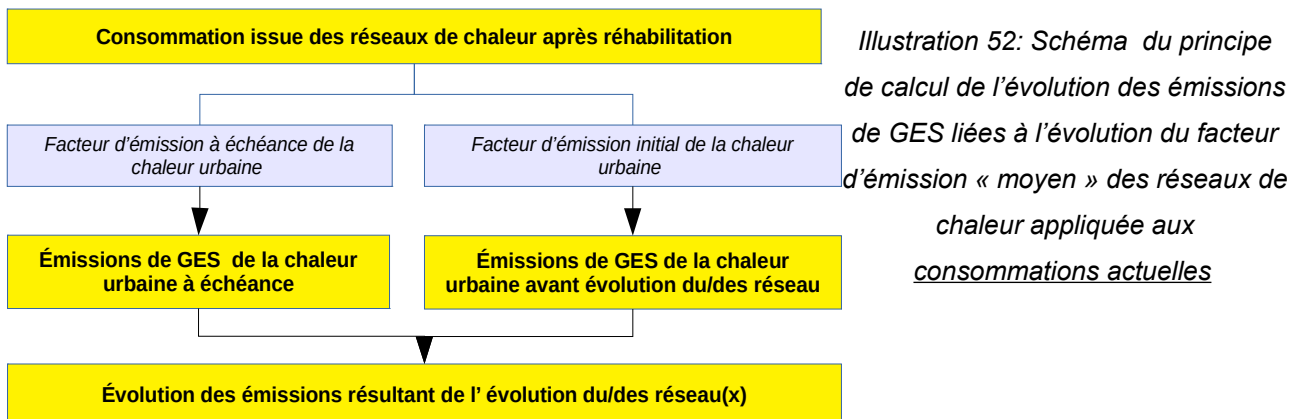 Consommation issue des réseaux de chaleur après réhabilitation
Facteur d'émission à échéance de la
chaleur urbaine
Facteur d'émission initial de la chaleur
urbaine
Émissions de GES de la chaleur
urbaine à échéance
Émissions de GES de la chaleur
urbaine avant évolution du/des réseau
Évolution des émissions résultant de l' évolution du/des réseau(x)
Illustration 52: Schéma du principe
de calcul de l'évolution des émissions
de GES liées à l'évolution du facteur
d'émission « moyen » des réseaux de
chaleur appliquée aux
consommations actuelles